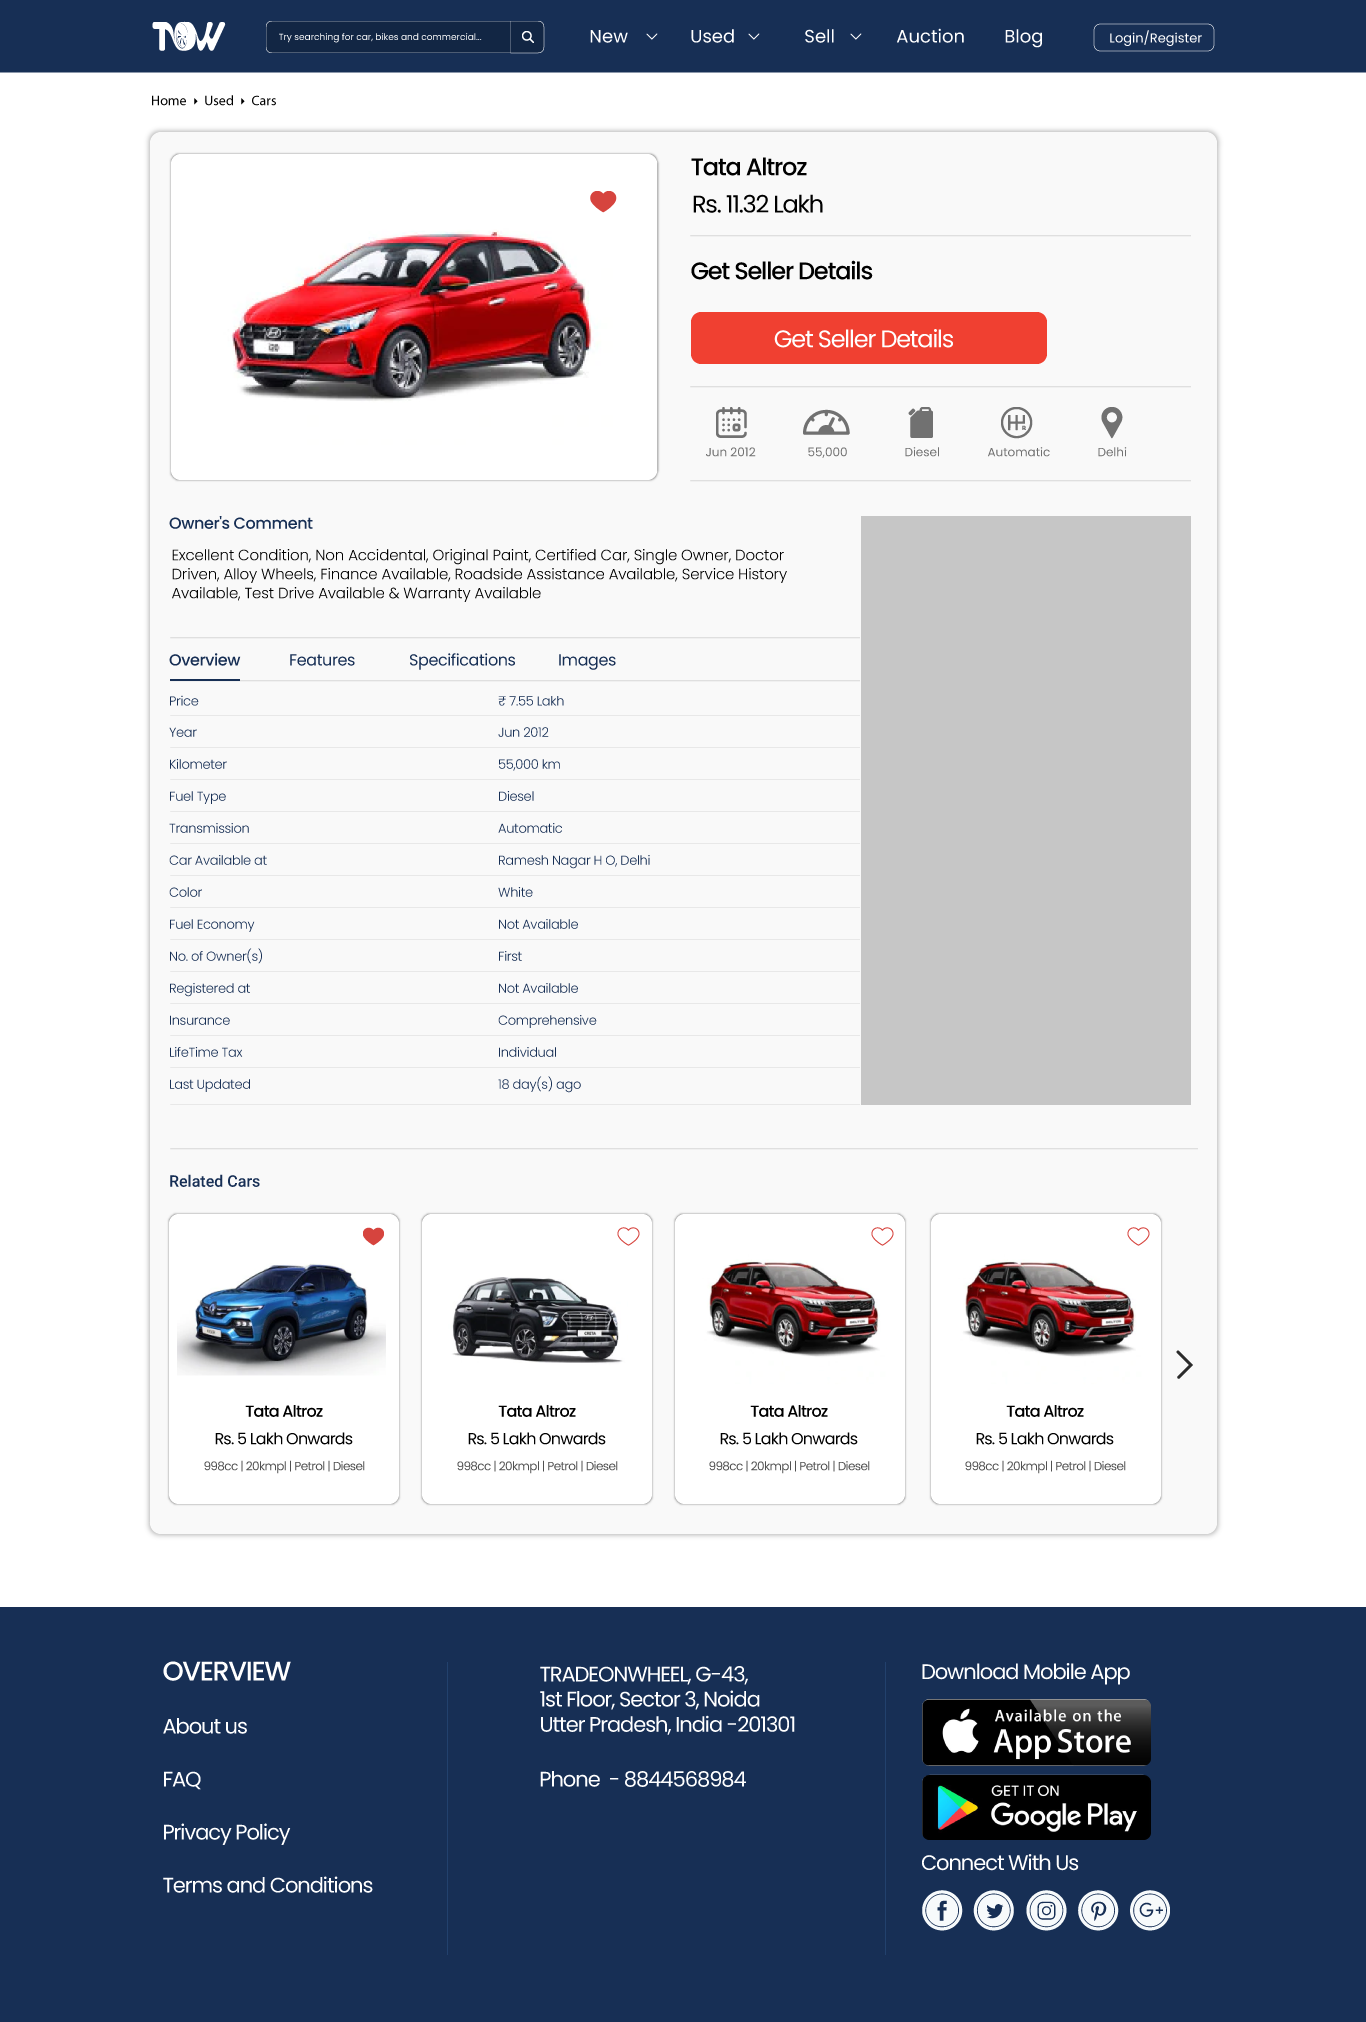 TOW
Try searching for car, bikes and commercial...
New
Used
Sell
Auction
Blog
Login/Register
Home
Used
Cars
Tata Altroz
Rs. 11.32 Lakh
Get Seller Details
Get Seller Details
i20
Jun 2012
55,000
Diesel
Automatic
Delhi
Owner's Comment
Excellent Condition, Non Accidental, Original Paint, Certified Car, Single Owner, Doctor
Driven, Alloy Wheels, Finance Available, Roadside Assistance Available, Service History
Available, Test Drive Available & Warranty Available
Overview Features Specifications Images
Price ₹ 7.55 Lakh
Year Jun 2012
Kilometer 55,000 km
Fuel Type Diesel
Transmission Automatic
Car Available at Ramesh Nagar H O, Delhi
Color White
Fuel Economy Not Available
No. of Owner(s) First
Registered at Not Available
Insurance Comprehensive
LifeTime Tax Individual
Last Updated 18 day(s) ago
Related Cars
CRETA
Tata Altroz
Rs. 5 Lakh Onwards
998cc | 20kmpl | Petrol | Diesel
Tata Altroz
Rs. 5 Lakh Onwards
998cc | 20kmpl | Petrol | Diesel
Tata Altroz
Rs. 5 Lakh Onwards
998cc | 20kmpl | Petrol | Diesel
Tata Altroz
Rs. 5 Lakh Onwards
998cc | 20kmpl | Petrol | Diesel
OVERVIEW
About us
FAQ
Privacy Policy
Terms and Conditions
TRADEONWHEEL, G-43,
1st Floor, Sector 3, Noida
Utter Pradesh, India -201301
Phone - 8844568984
Download Mobile App
Available on the
App Store
GET IT ON
Google Play
Connect With Us